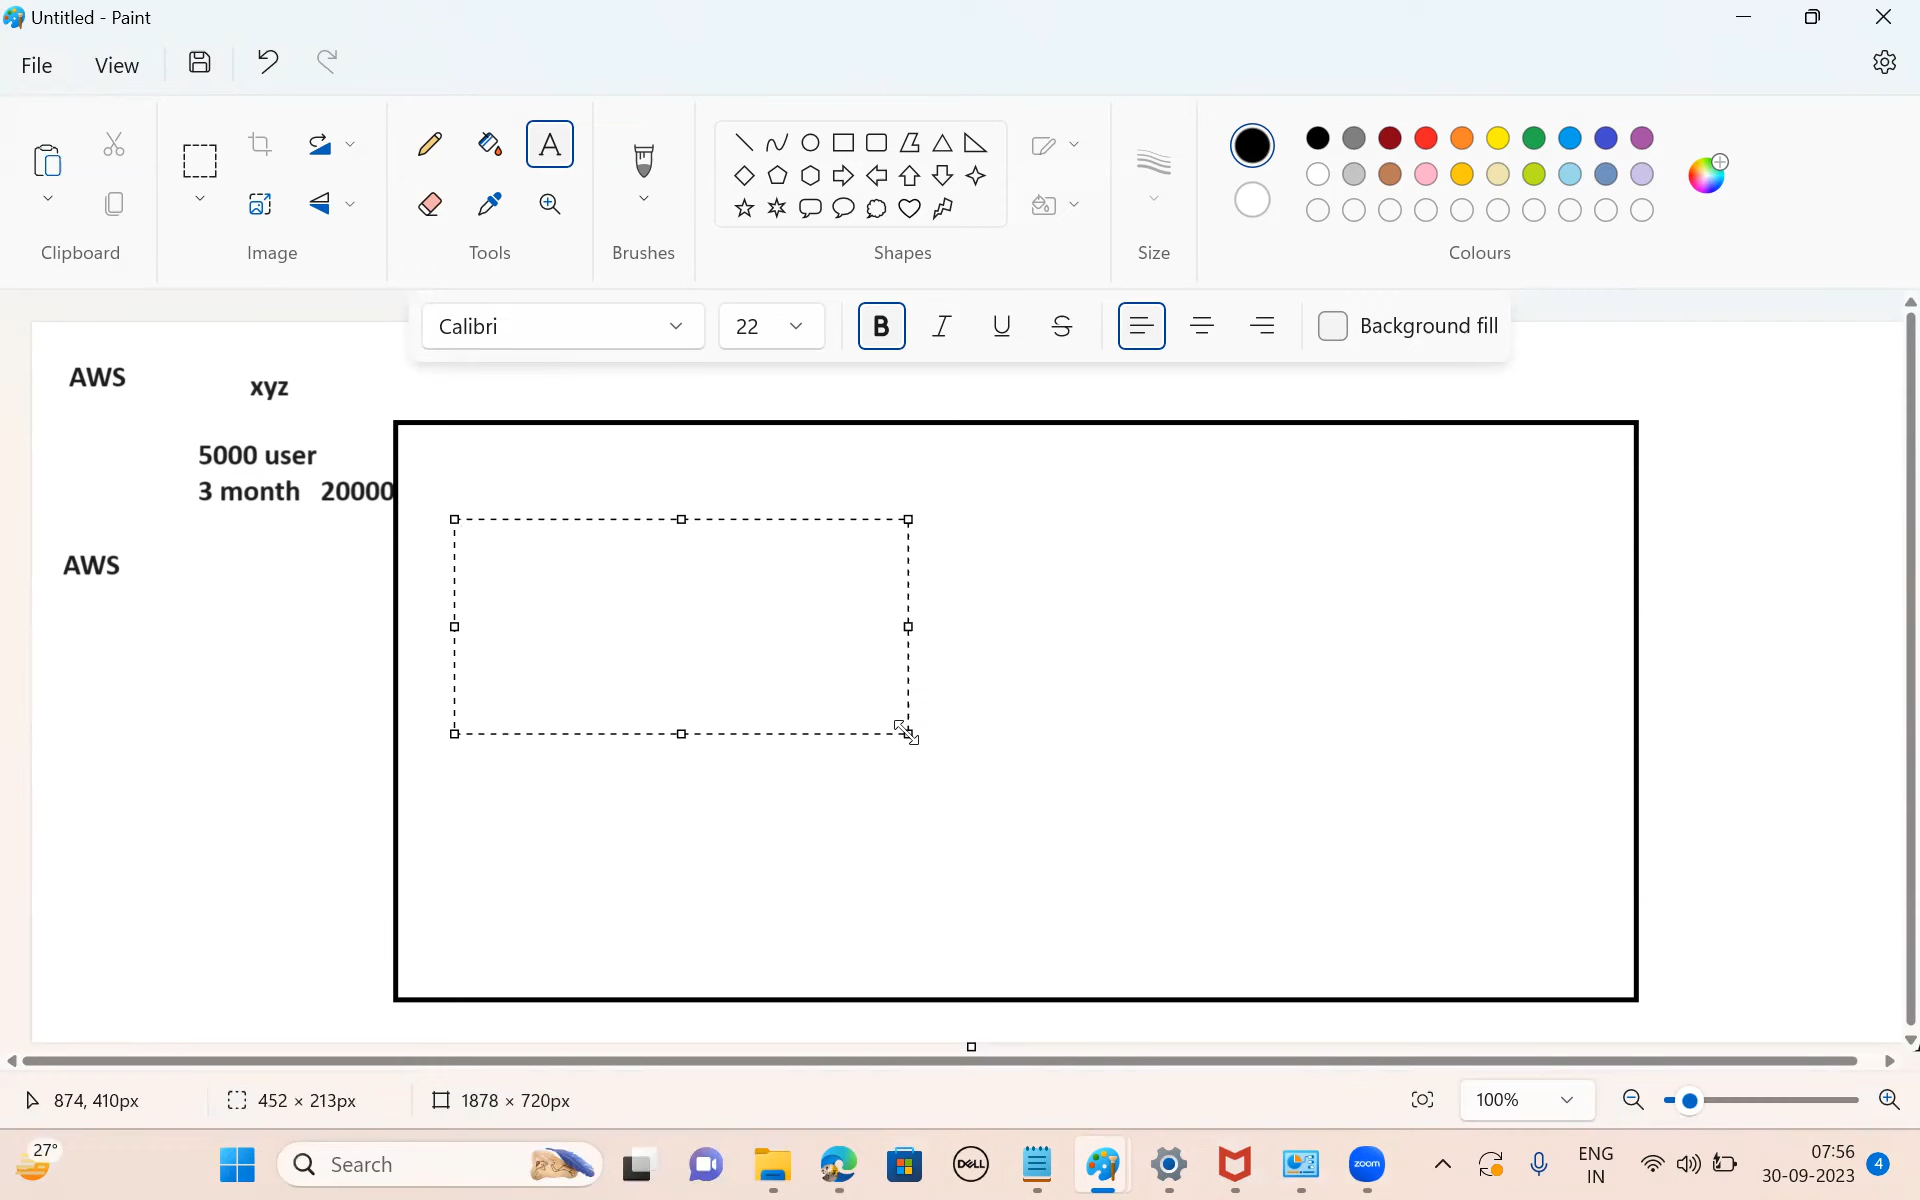 Untitled - Paint
File View
Clipboard
Image
Tools
Brushes
Shapes
Size
Colours
Calibri 22 B I U S Background fill
AWS
xyz
5000 user
3 month 20000
AWS
874, 410px 452 × 213px 1878 × 720px 100%
27° Search DELL zoom ENG IN 07:56 30-09-2023 4